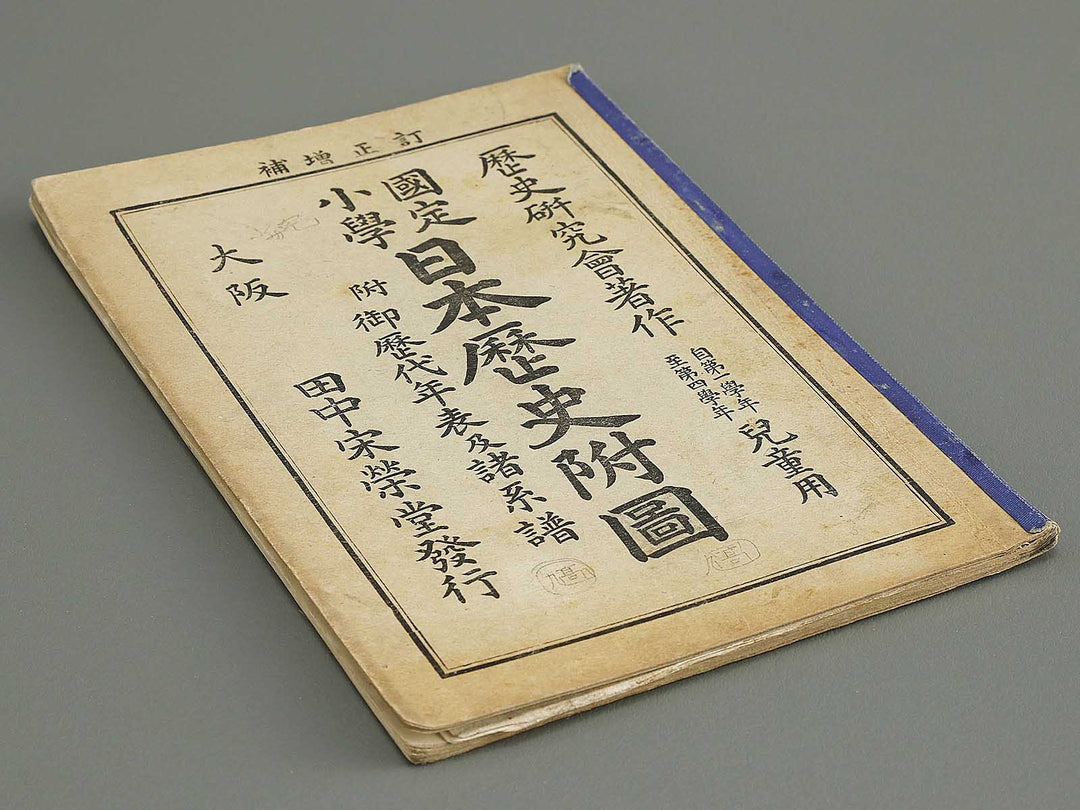 訂正增補
歷史硏究會著作
自第一學年
至第四學年
兒童用
國定
小學
日本歷史附圖
附御歷代年表及諸系譜
大阪
田中宋榮堂發行